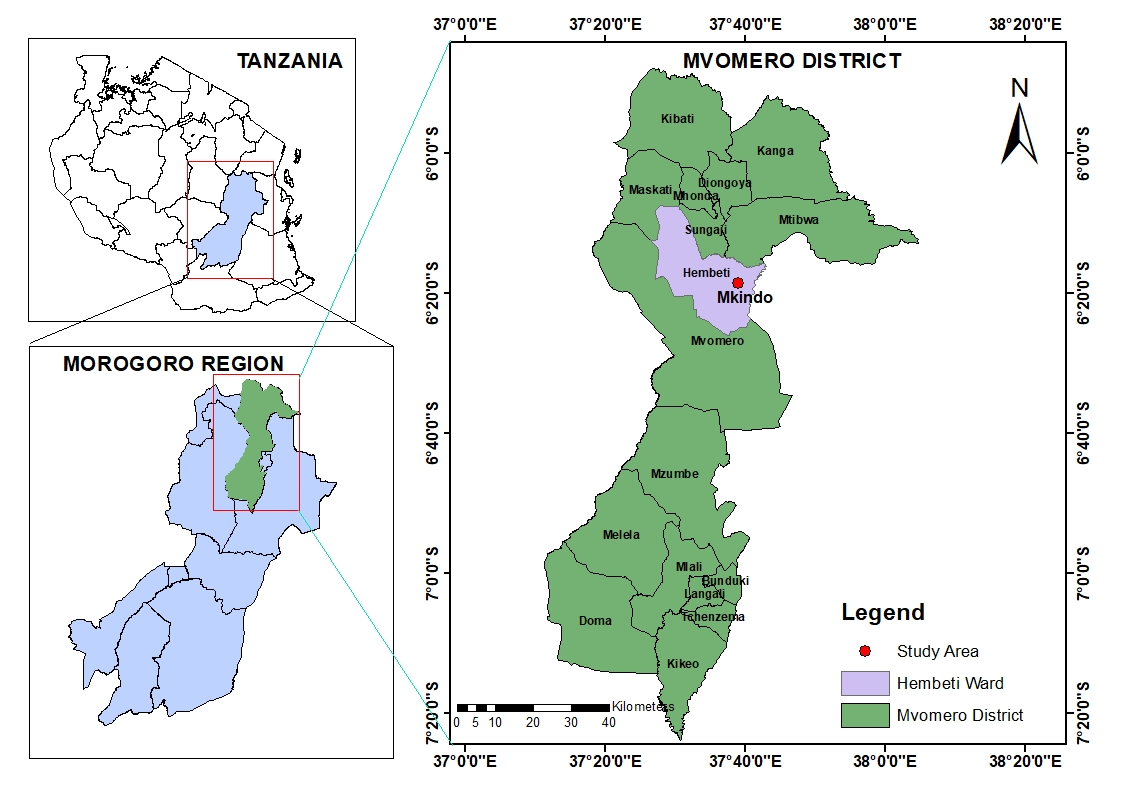 TANZANIA
MOROGORO REGION
37°0'0"E 37°20'0"E 37°40'0"E 38°0'0"E 38°20'0"E
MVOMERO DISTRICT
N
Kibati
Kanga
Diongoya
Maskati
Mhonda
Mtibwa
Sungaji
Hembeti
Mkindo
Mvomero
Mzumbe
Melela
Mlali
Bunduki
Langali
Tchenzema
Doma
Kikeo
6°0'0"S
6°20'0"S
6°40'0"S
7°0'0"S
7°20'0"S
6°0'0"S
6°20'0"S
6°40'0"S
7°0'0"S
7°20'0"S
Legend
Study Area
Hembeti Ward
Mvomero District
Kilometers
0 5 10 20 30 40
37°0'0"E 37°20'0"E 37°40'0"E 38°0'0"E 38°20'0"E